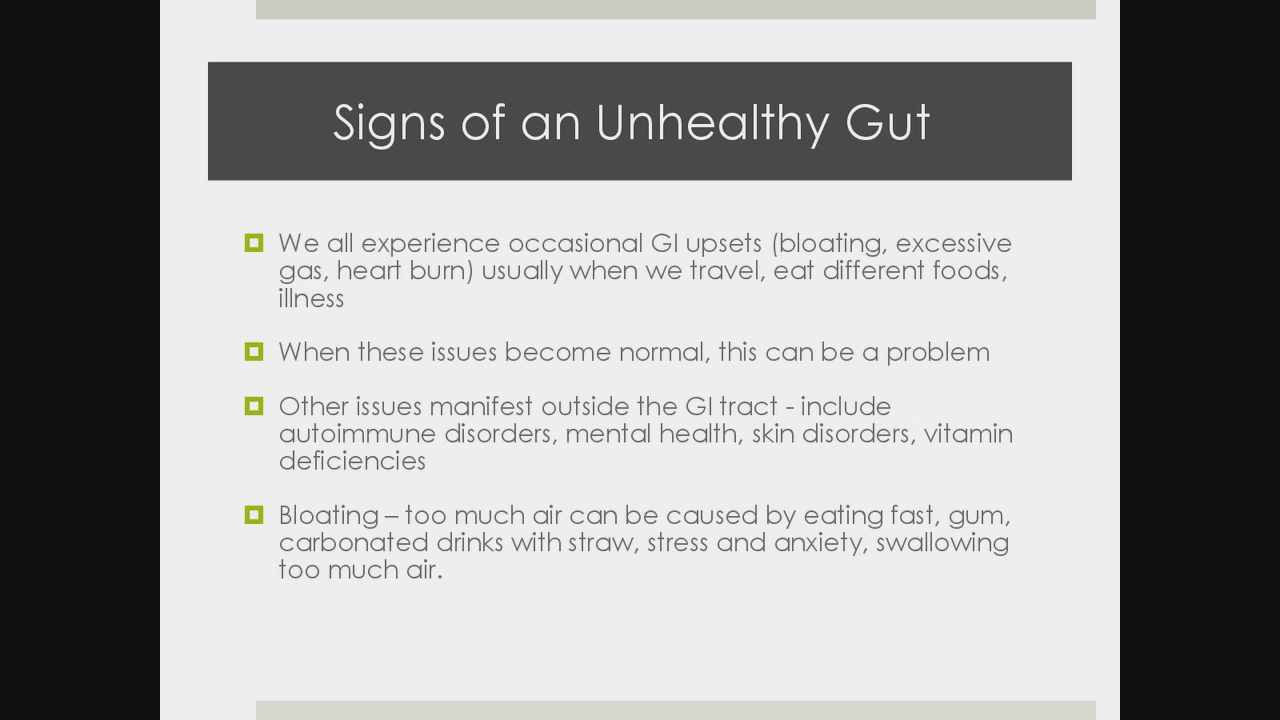 Signs of an Unhealthy Gut
We all experience occasional GI upsets (bloating, excessive
gas, heart burn) usually when we travel, eat different foods,
illness
When these issues become normal, this can be a problem
Other issues manifest outside the GI tract - include
autoimmune disorders, mental health, skin disorders, vitamin
deficiencies
Bloating – too much air can be caused by eating fast, gum,
carbonated drinks with straw, stress and anxiety, swallowing
too much air.